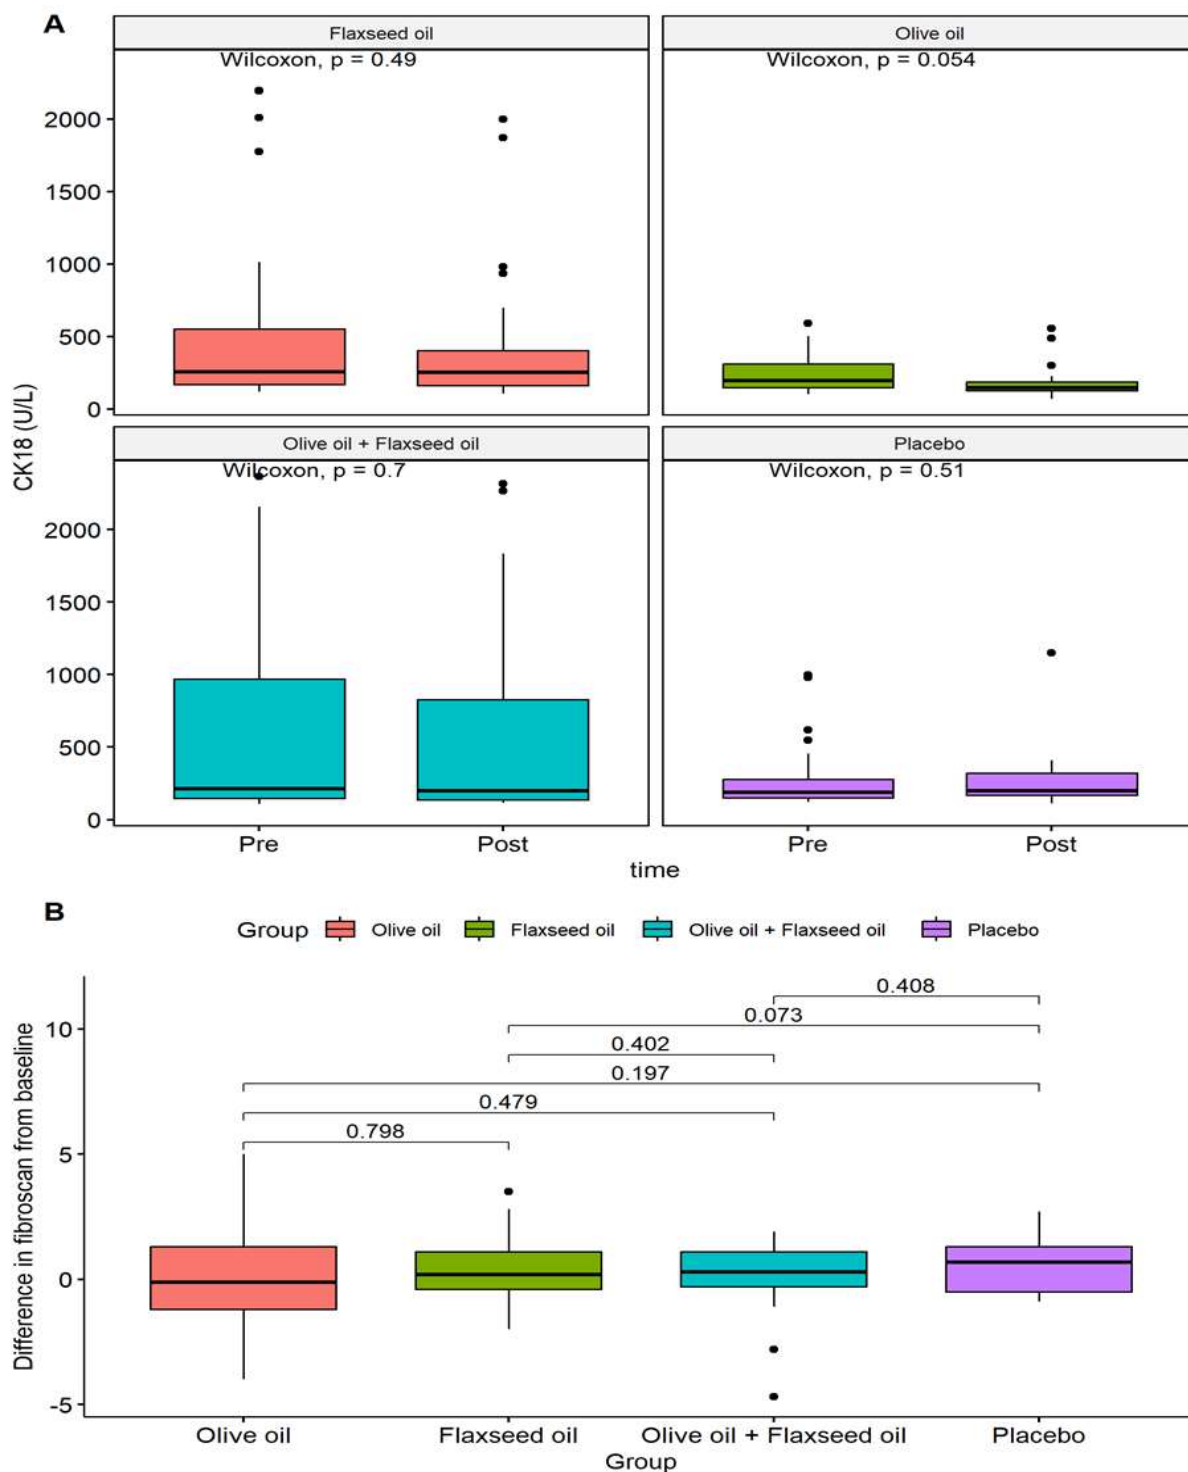 A
Flaxseed oil
Olive oil
Wilcoxon, p = 0.49
Wilcoxon, p = 0.054
2000
1500
1000
500
0
CK18 (U/L)
Olive oil + Flaxseed oil
Placebo
Wilcoxon, p = 0.7
Wilcoxon, p = 0.51
2000
1500
1000
500
0
Pre
Post
Pre
Post
time
B
Group
Olive oil
Flaxseed oil
Olive oil + Flaxseed oil
Placebo
0.408
0.073
0.402
0.197
0.479
0.798
10
5
0
-5
Difference in fibroscan from baseline
Olive oil
Flaxseed oil
Olive oil + Flaxseed oil
Placebo
Group